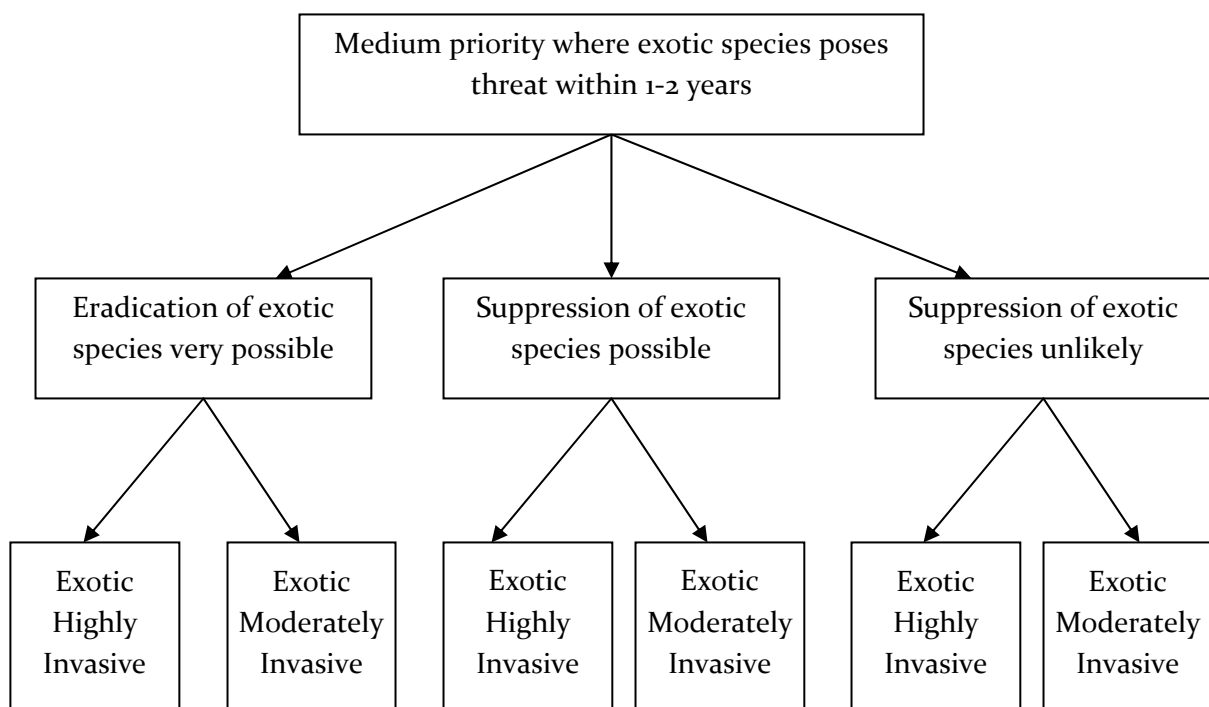 Medium priority where exotic species poses
threat within 1-2 years
Eradication of exotic
species very possible
Suppression of exotic
species possible
Suppression of exotic
species unlikely
Exotic
Highly
Invasive
Exotic
Moderately
Invasive
Exotic
Highly
Invasive
Exotic
Moderately
Invasive
Exotic
Highly
Invasive
Exotic
Moderately
Invasive